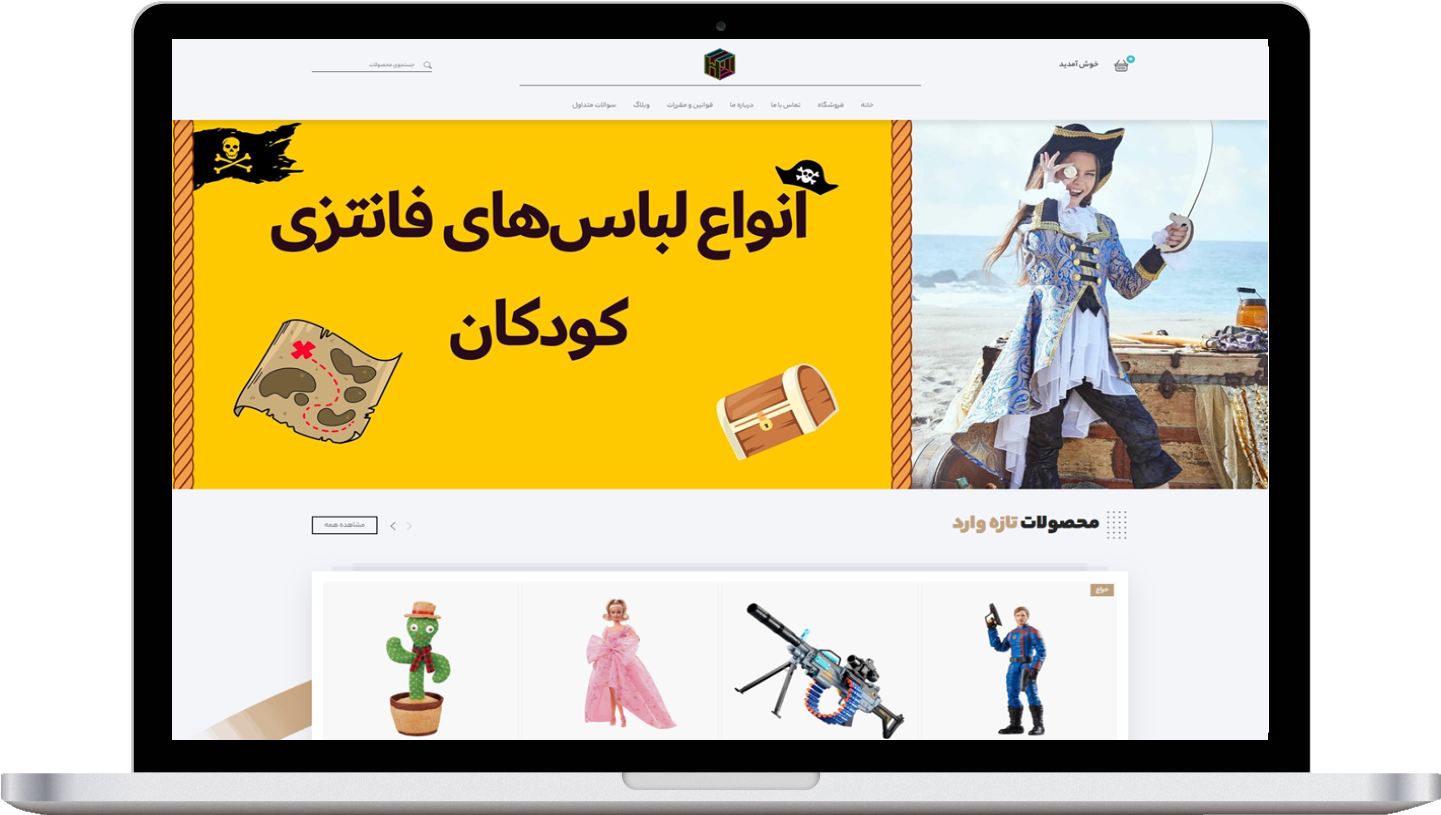 خوش آمدید
جستجوی محصولات
خانه
فروشگاه
تماس با ما
درباره ما
قوانین و مقررات
وبلاگ
سوالات متداول
انواع لباس‌های فانتزی
کودکان
محصولات تازه وارد
مشاهده همه
حراج